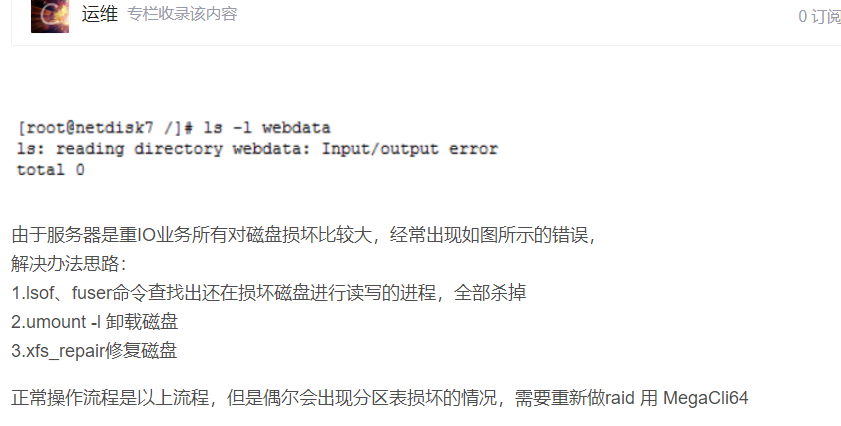 运维 专栏收录该内容 0 订阅
[root@netdisk7 /]# ls -l webdata
ls: reading directory webdata: Input/output error
total 0
由于服务器是重IO业务所有对磁盘损坏比较大，经常出现如图所示的错误，
解决办法思路：
1.lsof、fuser命令查找出还在损坏磁盘进行读写的进程，全部杀掉
2.umount -l 卸载磁盘
3.xfs_repair修复磁盘
正常操作流程是以上流程，但是偶尔会出现分区表损坏的情况，需要重新做raid 用 MegaCli64